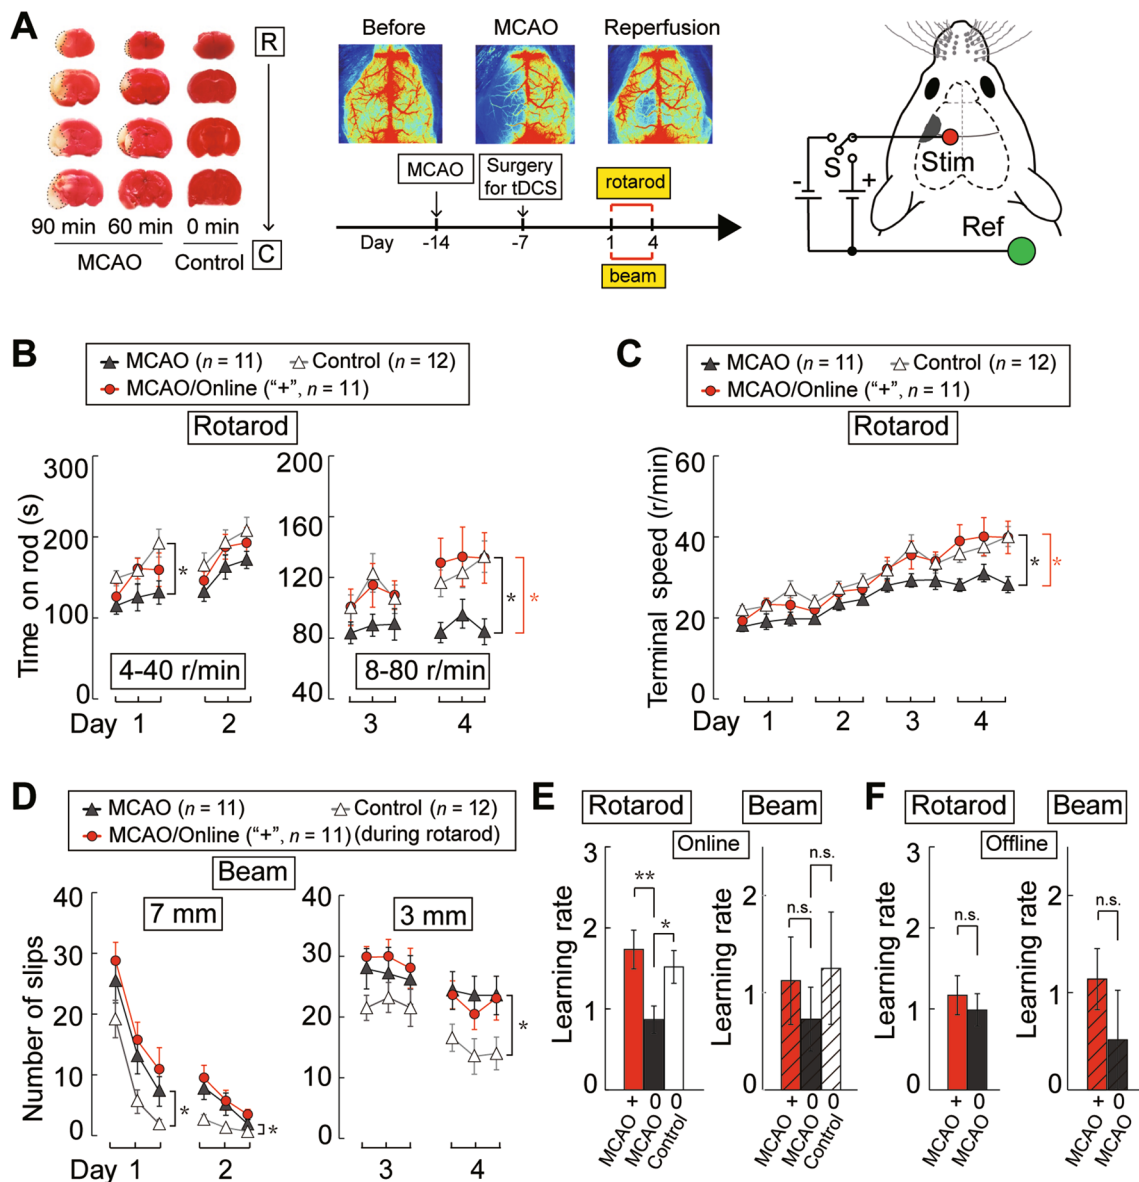 A
R
C
90 min 60 min 0 min
MCAO Control
Before MCAO Reperfusion
MCAO
Surgery
for tDCS
rotarod
Day -14 -7 1 4
beam
S
- +
Stim
Ref
B
MCAO (n = 11) Control (n = 12)
MCAO/Online (“+”, n = 11)
Rotarod
Time on rod (s)
300
200
100
0
*
4-40 r/min
Day 1 2
200
160
120
80
40
* *
8-80 r/min
3 4
C
MCAO (n = 11) Control (n = 12)
MCAO/Online (“+”, n = 11)
Rotarod
Terminal speed (r/min)
60
40
20
0
* *
Day 1 2 3 4
D
MCAO (n = 11) Control (n = 12)
MCAO/Online (“+”, n = 11) (during rotarod)
Beam
Number of slips
40
30
20
10
0
7 mm
* *
Day 1 2
40
30
20
10
0
3 mm
*
3 4
E
Rotarod Beam
Online
Learning rate
3
2
1
0
** *
+ 0 0
MCAO MCAO Control
Learning rate
2
1
0
n.s.
n.s.
+ 0 0
MCAO MCAO Control
F
Rotarod Beam
Offline
Learning rate
3
2
1
0
n.s.
+ 0
MCAO MCAO
Learning rate
2
1
0
n.s.
+ 0
MCAO MCAO